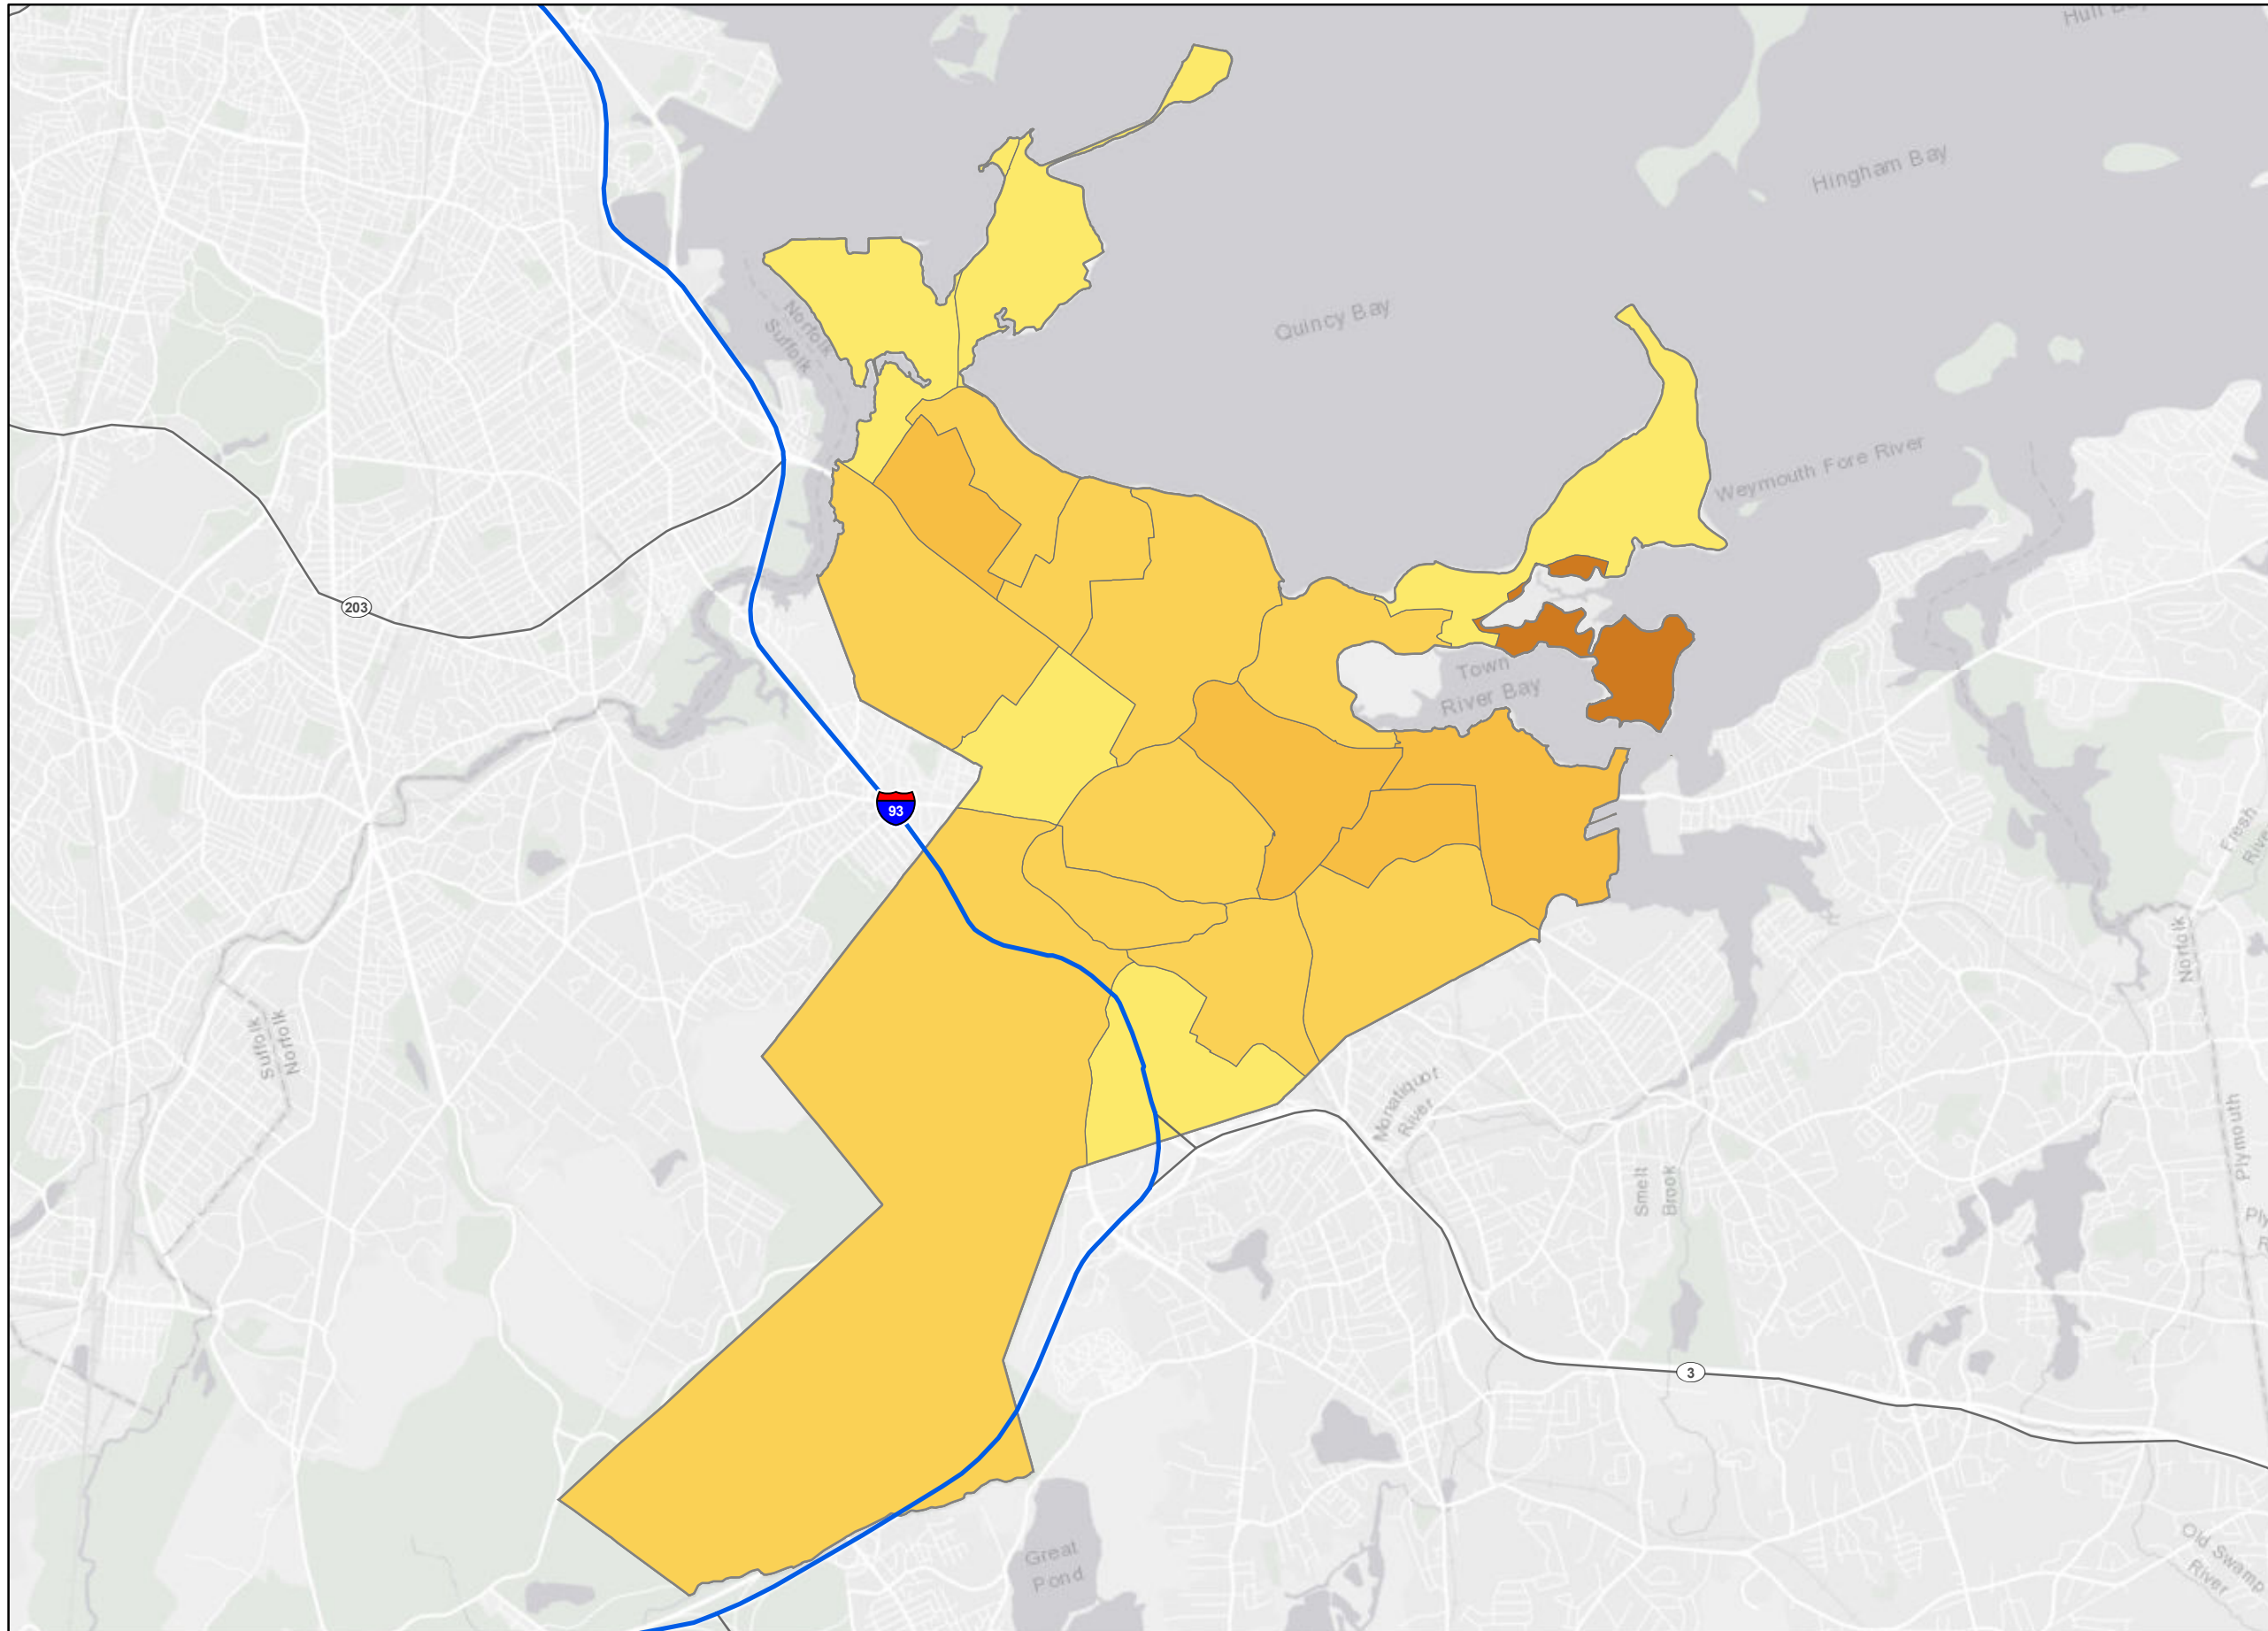 Hull Bay
Hingham Bay
Quincy Bay
Norfolk
Suffolk
Weymouth Fore River
203
Town
River Bay
93
Fresh
River
Norfolk
Suffolk
Norfolk
Monatiquot
River
Plymouth
Smelt
Brook
3
Great
Pond
Old Swamp
River